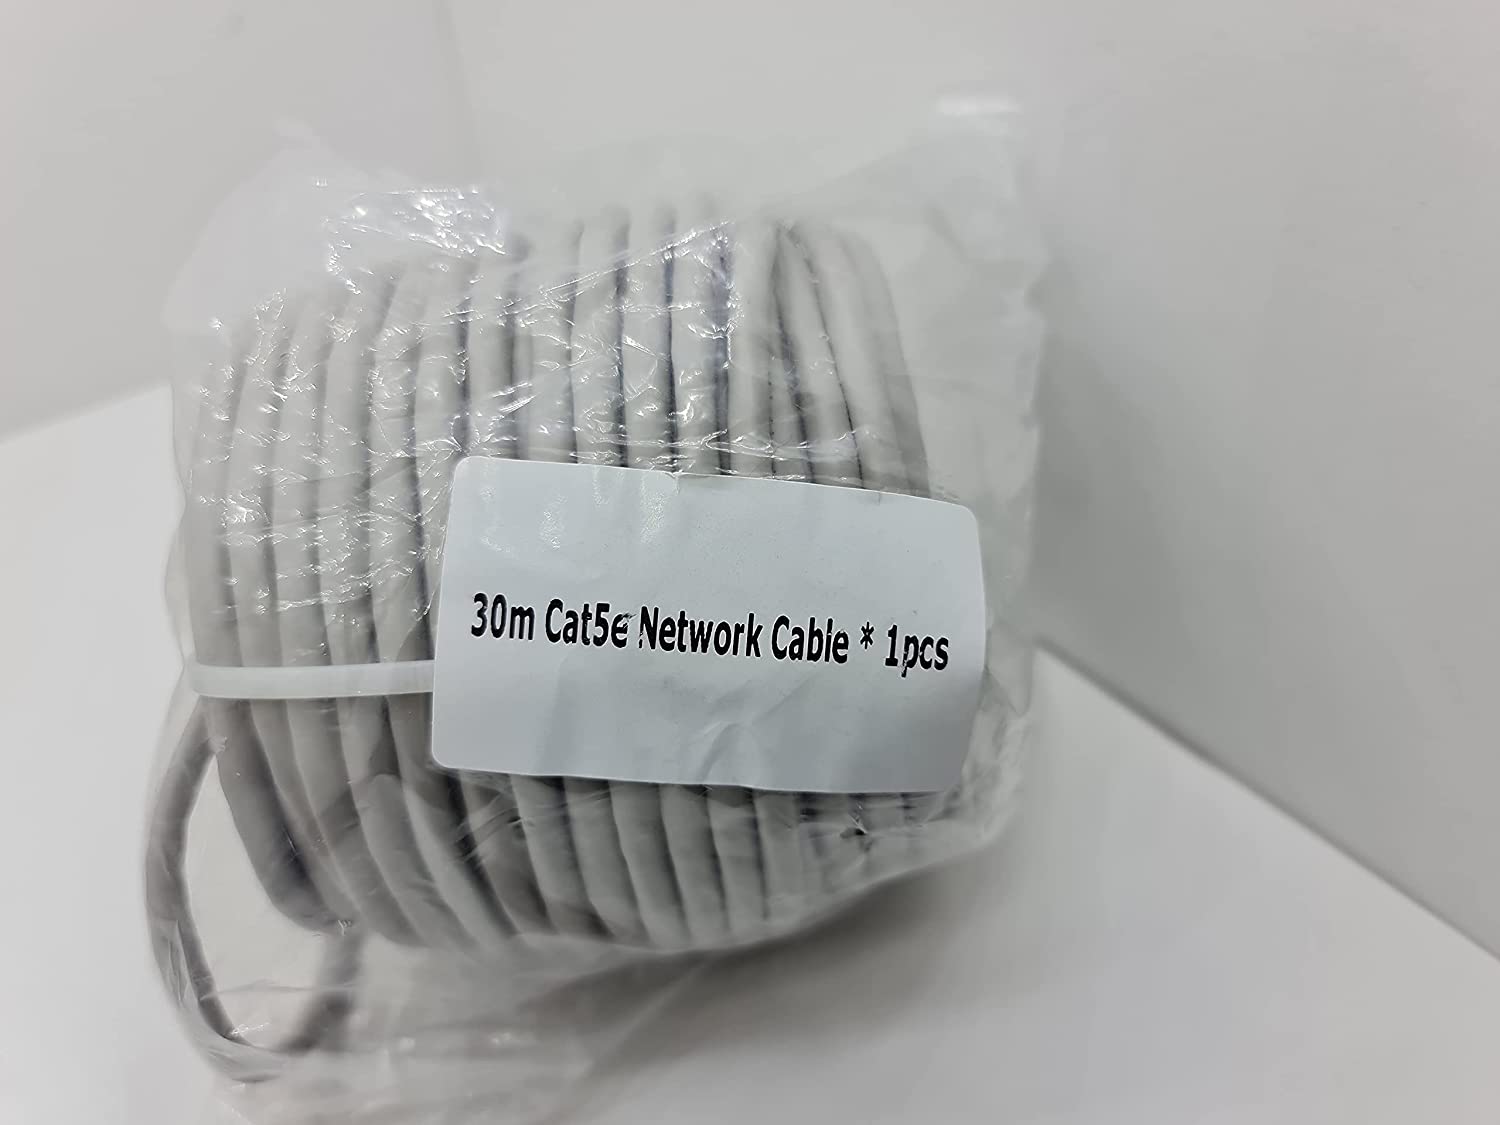 30m Cat5e Network Cable * 1pcs